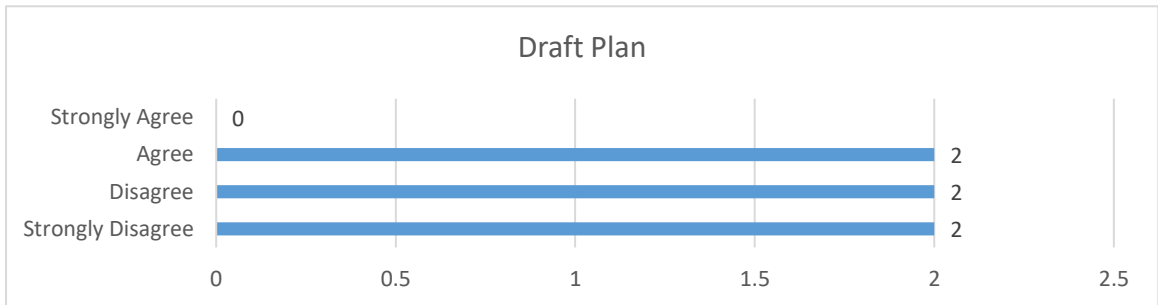 Draft Plan
Strongly Agree 0
Agree 2
Disagree 2
Strongly Disagree 2
0 0.5 1 1.5 2 2.5